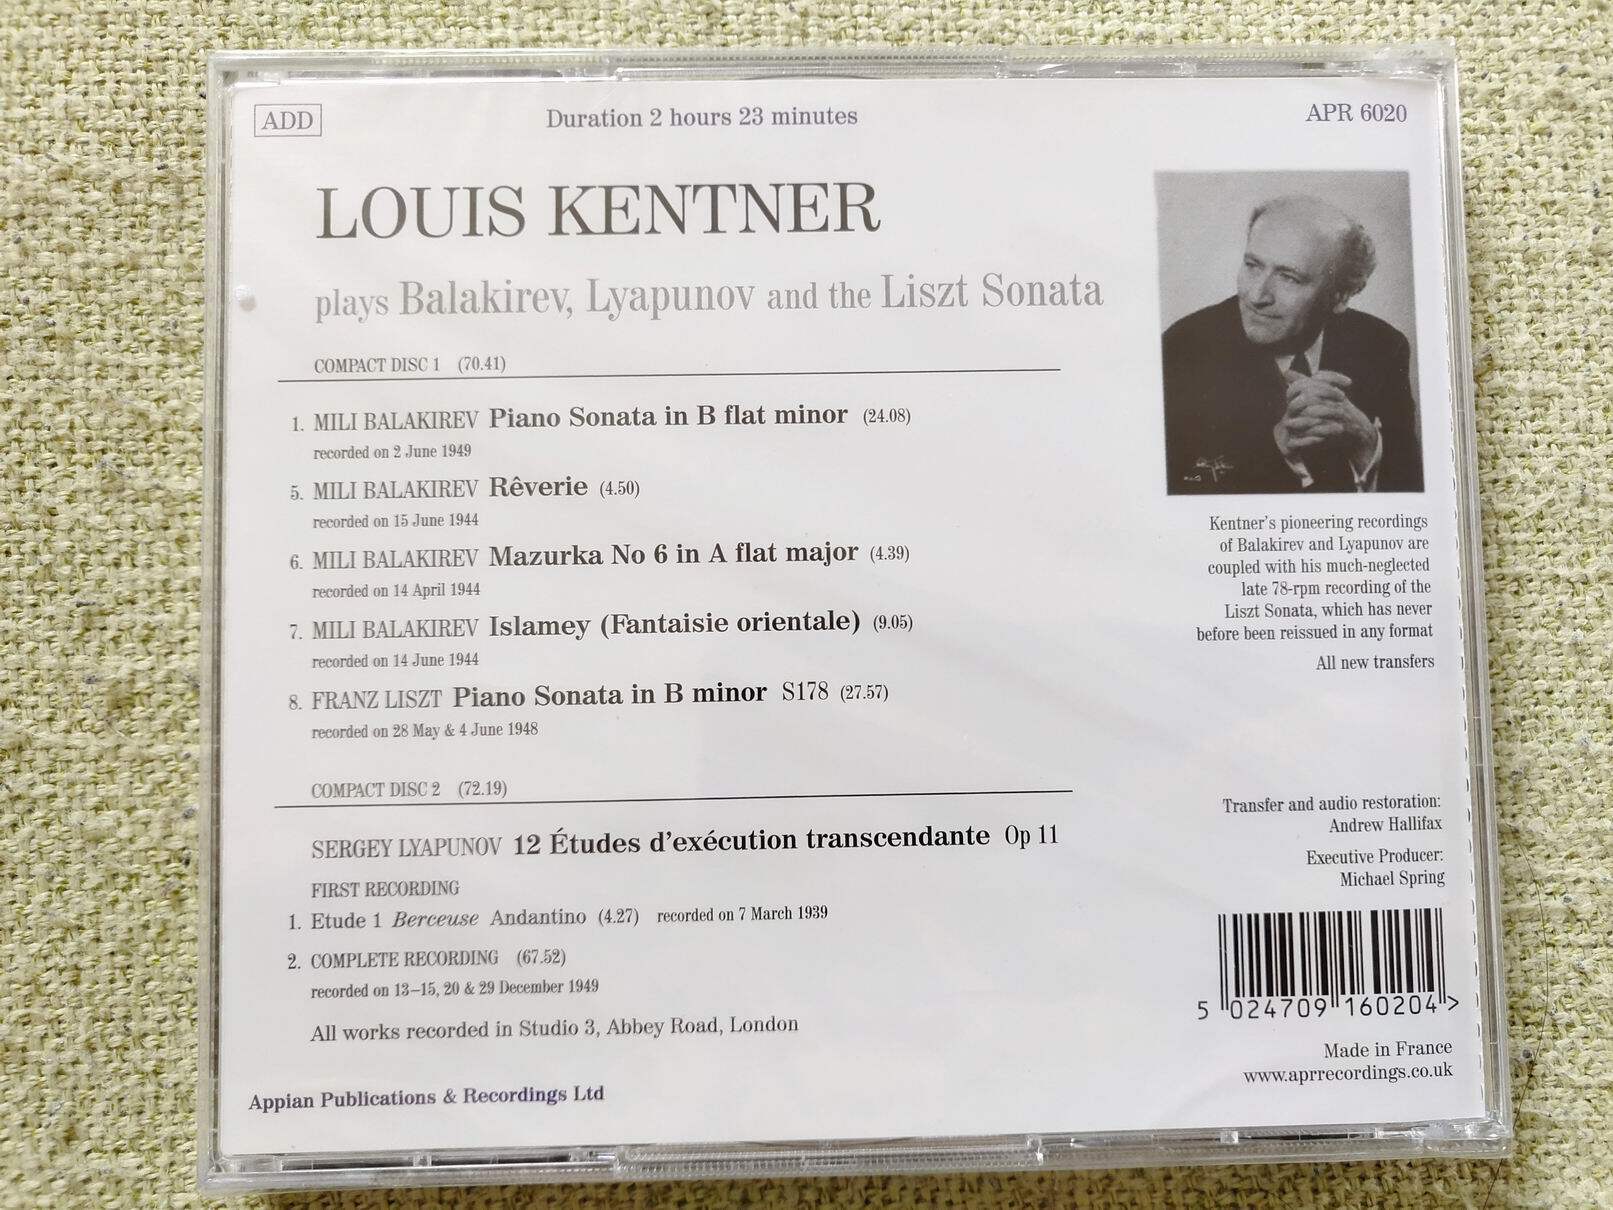 ADD
Duration 2 hours 23 minutes
APR 6020
LOUIS KENTNER
plays Balakirev, Lyapunov and the Liszt Sonata
COMPACT DISC 1 (70.41)
1. MILI BALAKIREV Piano Sonata in B flat minor (24.08)
recorded on 2 June 1949
5. MILI BALAKIREV Rêverie (4.50)
recorded on 15 June 1944
6. MILI BALAKIREV Mazurka No 6 in A flat major (4.39)
recorded on 14 April 1944
7. MILI BALAKIREV Islamey (Fantaisie orientale) (9.05)
recorded on 14 June 1944
8. FRANZ LISZT Piano Sonata in B minor S178 (27.57)
recorded on 28 May & 4 June 1948
COMPACT DISC 2 (72.19)
SERGEY LYAPUNOV 12 Études d'exécution transcendante Op 11
FIRST RECORDING
1. Etude 1 Berceuse Andantino (4.27) recorded on 7 March 1939
2. COMPLETE RECORDING (67.52)
recorded on 13–15, 20 & 29 December 1949
All works recorded in Studio 3, Abbey Road, London
Appian Publications & Recordings Ltd
Kentner's pioneering recordings
of Balakirev and Lyapunov are
coupled with his much-neglected
late 78-rpm recording of the
Liszt Sonata, which has never
before been reissued in any format
All new transfers
Transfer and audio restoration:
Andrew Hallifax
Executive Producer:
Michael Spring
5 024709 160204 >
Made in France
www.aprrecordings.co.uk